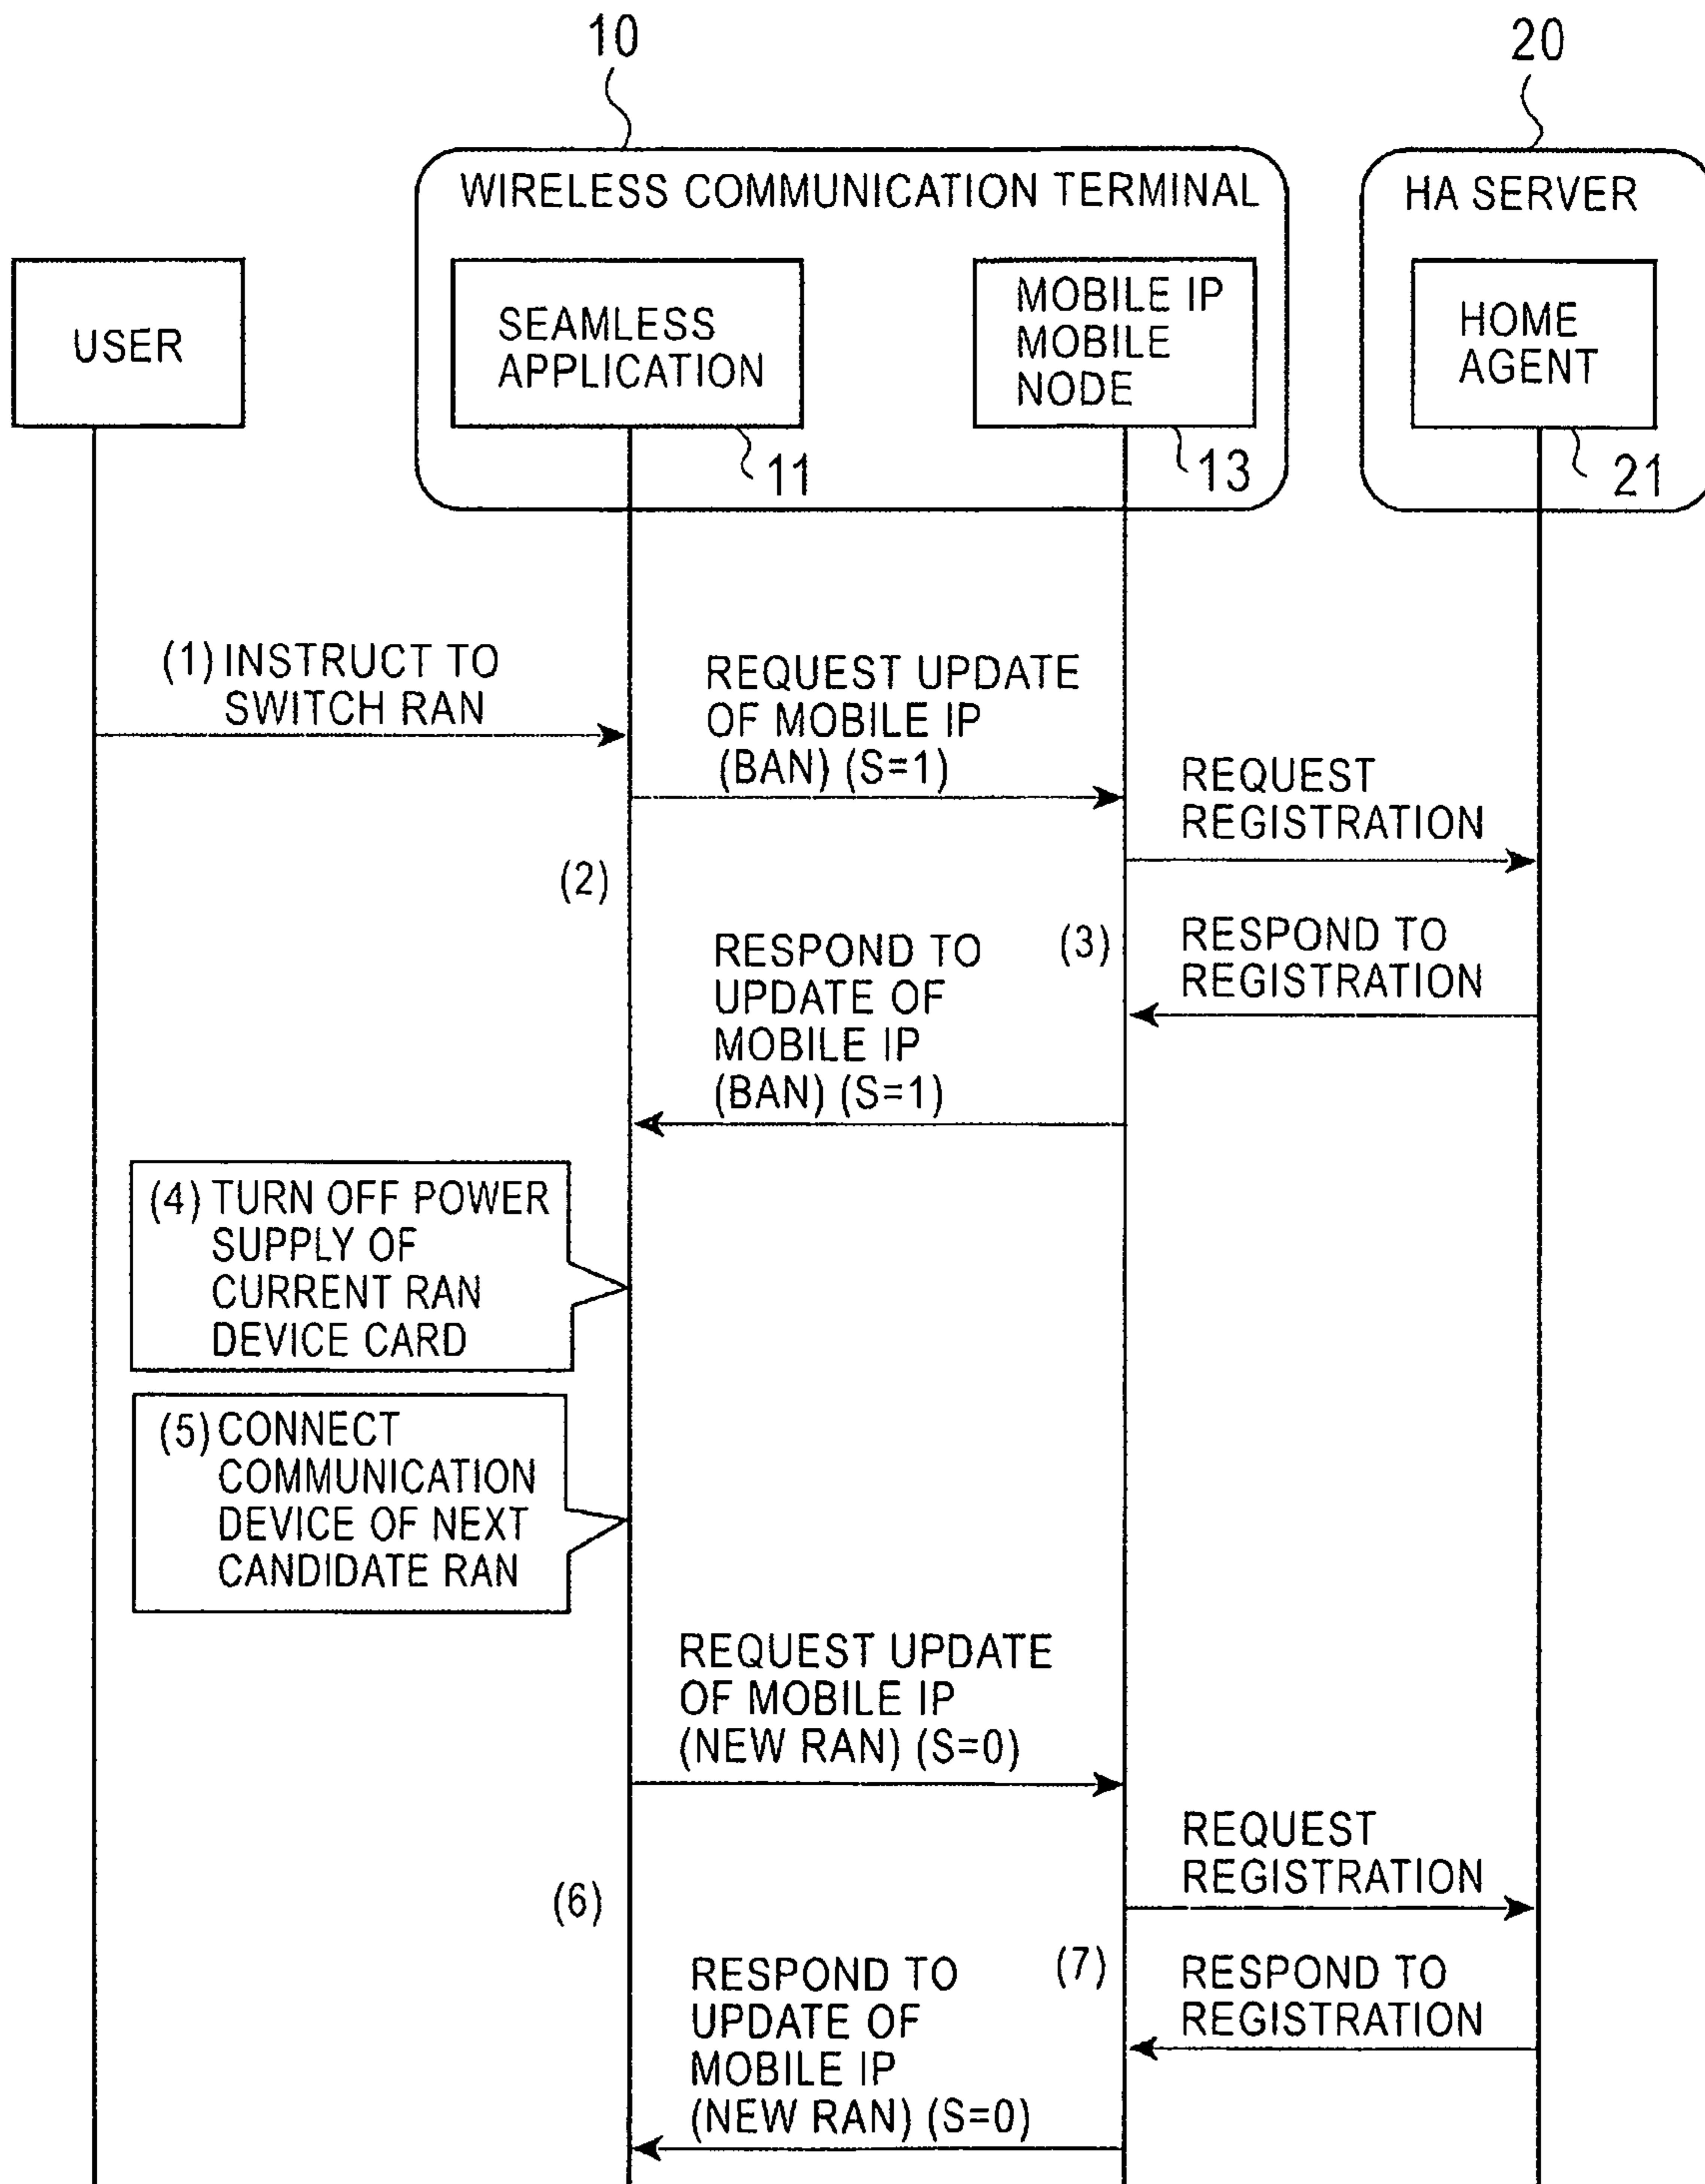 10
20
WIRELESS COMMUNICATION TERMINAL
HA SERVER
USER
SEAMLESS
APPLICATION
11
MOBILE IP
MOBILE
NODE
13
HOME
AGENT
21
(1) INSTRUCT TO
SWITCH RAN
REQUEST UPDATE
OF MOBILE IP
(BAN) (S=1)
REQUEST
REGISTRATION
(2)
(3)
RESPOND TO
REGISTRATION
RESPOND TO
UPDATE OF
MOBILE IP
(BAN) (S=1)
(4) TURN OFF POWER
SUPPLY OF
CURRENT RAN
DEVICE CARD
(5) CONNECT
COMMUNICATION
DEVICE OF NEXT
CANDIDATE RAN
REQUEST UPDATE
OF MOBILE IP
(NEW RAN) (S=0)
REQUEST
REGISTRATION
(6)
(7)
RESPOND TO
REGISTRATION
RESPOND TO
UPDATE OF
MOBILE IP
(NEW RAN) (S=0)